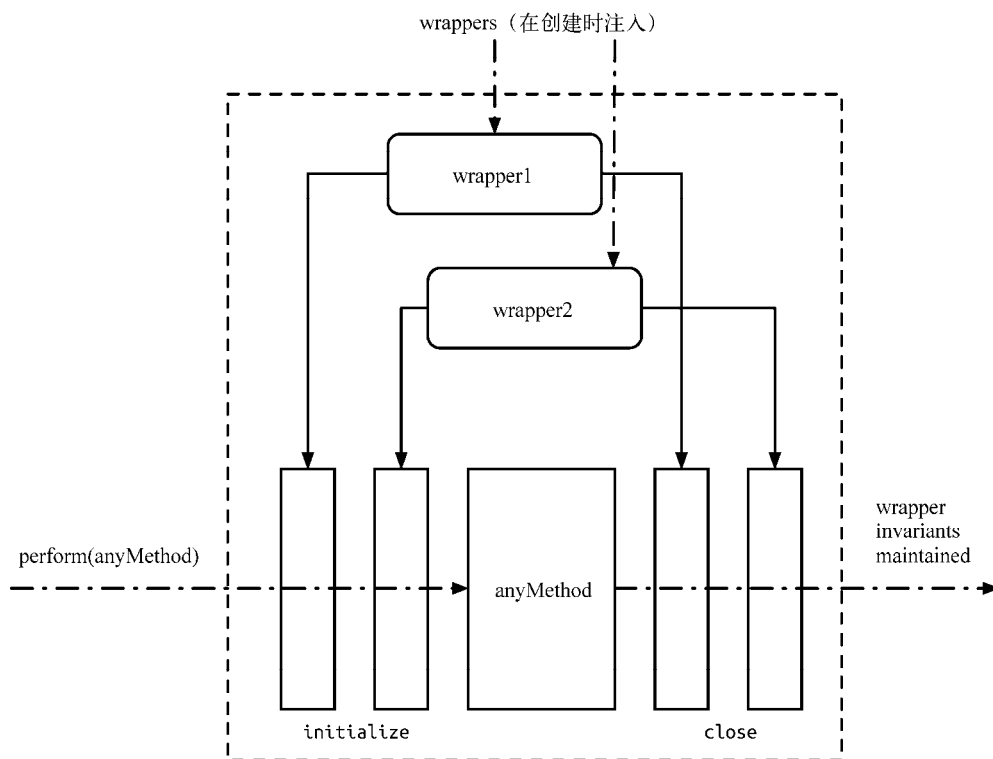 wrappers（在创建时注入）
wrapper1
wrapper2
perform(anyMethod)
anyMethod
wrapper
invariants
maintained
initialize
close